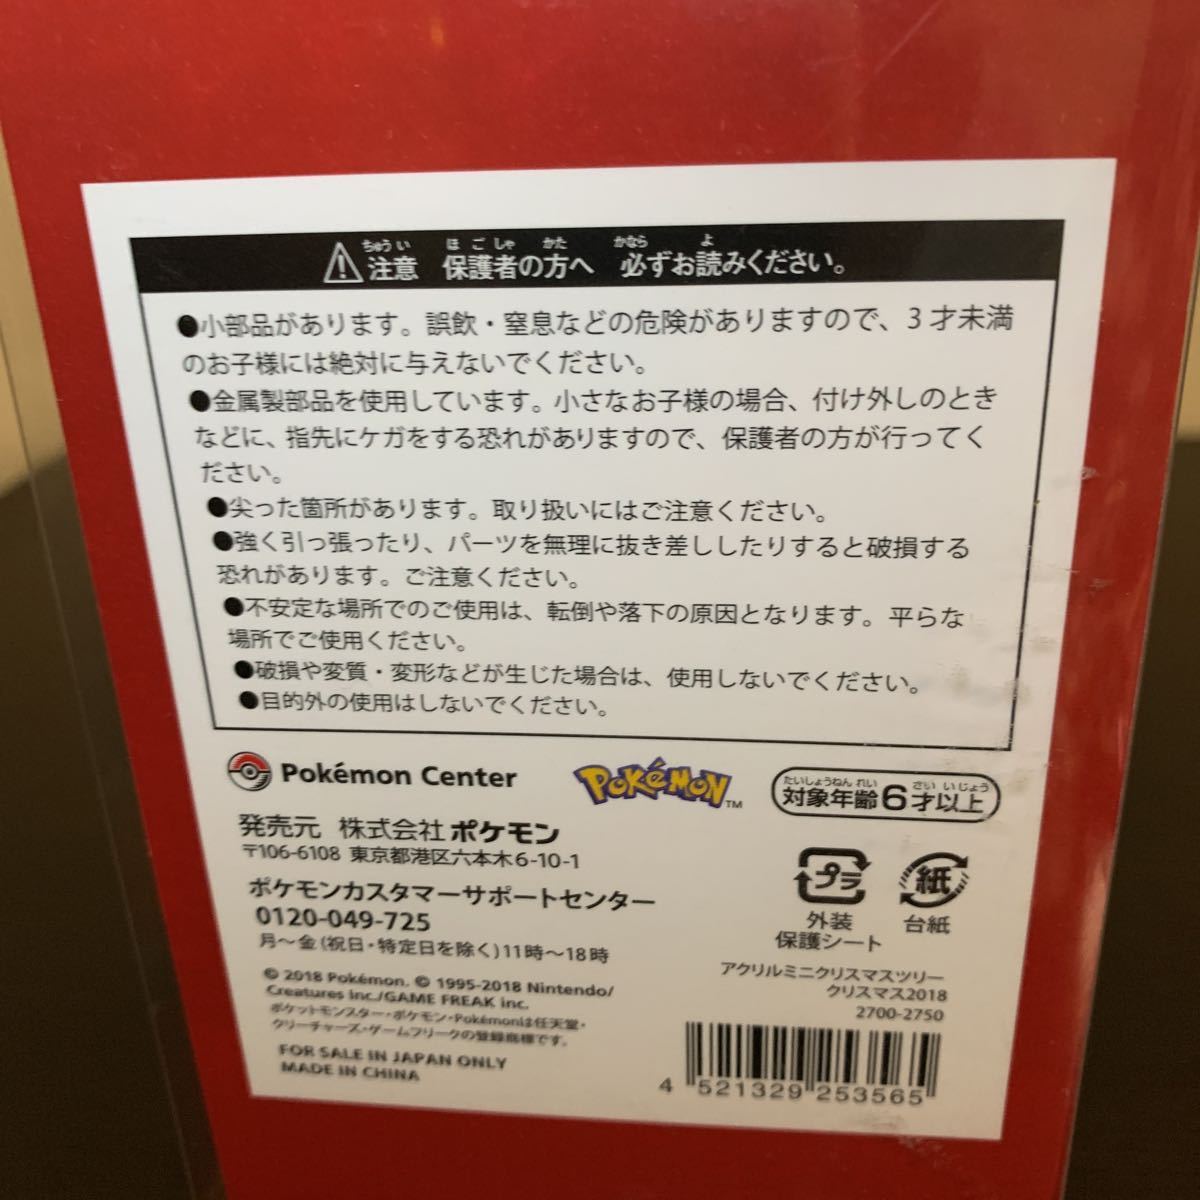 ちゅうい ほごしゃ かた かなら よ
注意 保護者の方へ 必ずお読みください。
●小部品があります。誤飲・窒息などの危険がありますので、3才未満
のお子様には絶対に与えないでください。
●金属製部品を使用しています。小さなお子様の場合、付け外しのとき
などに、指先にケガをする恐れがありますので、保護者の方が行ってく
ださい。
●尖った箇所があります。取り扱いにはご注意ください。
●強く引っ張ったり、パーツを無理に抜き差ししたりすると破損する
恐れがあります。ご注意ください。
●不安定な場所でのご使用は、転倒や落下の原因となります。平らな
場所でご使用ください。
●破損や変質・変形などが生じた場合は、使用しないでください。
●目的外の使用はしないでください。
Pokémon Center
POKéMON™
たいしょうねんれい さい いじょう
対象年齢6才以上
発売元 株式会社ポケモン
〒106-6108 東京都港区六本木6-10-1
ポケモンカスタマーサポートセンター
0120-049-725
月～金(祝日・特定日を除く)11時～18時
プラ
外装
保護シート
紙
台紙
© 2018 Pokémon. © 1995-2018 Nintendo/
Creatures Inc./GAME FREAK inc.
ポケットモンスター・ポケモン・Pokémonは任天堂・
クリーチャーズ・ゲームフリークの登録商標です。
FOR SALE IN JAPAN ONLY
MADE IN CHINA
アクリルミニクリスマスツリー
クリスマス2018
2700-2750
4 521329 253565